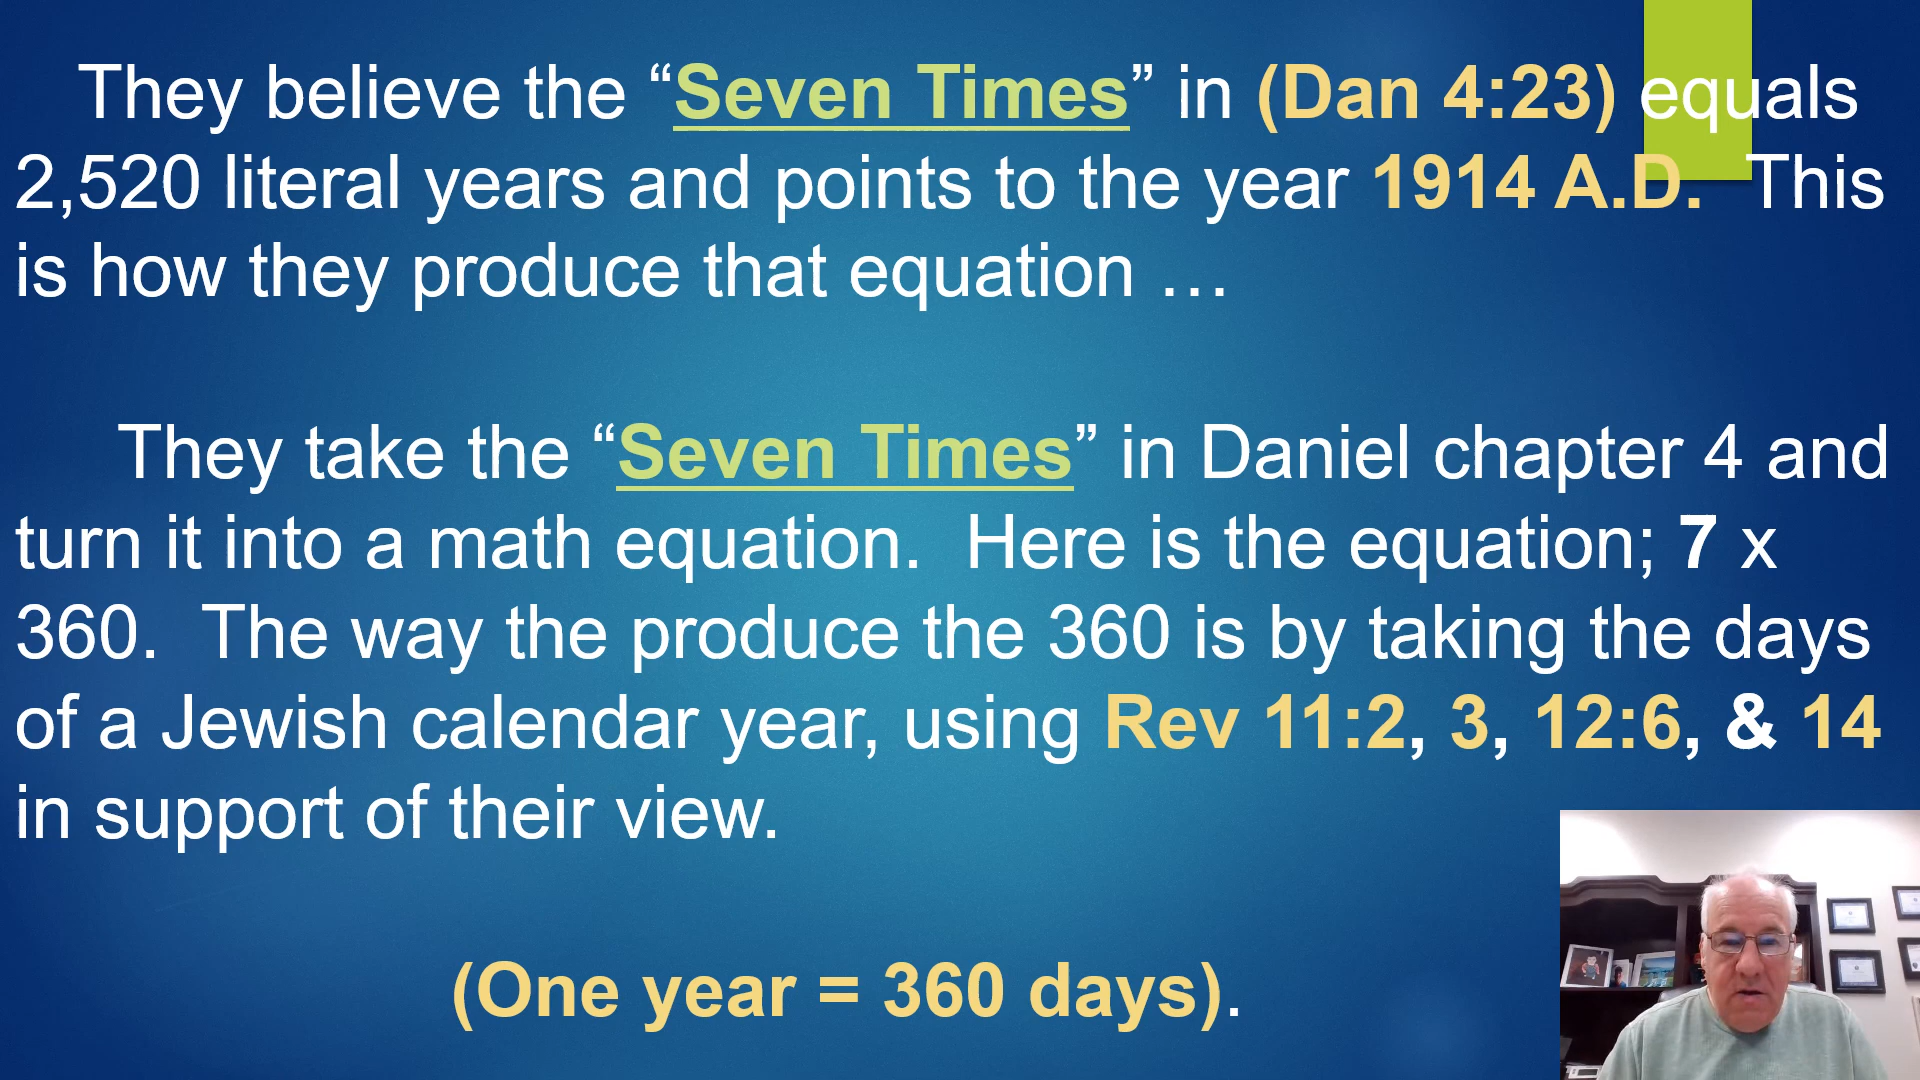 They believe the “Seven Times” in (Dan 4:23) equals
2,520 literal years and points to the year 1914 A.D. This
is how they produce that equation …
They take the “Seven Times” in Daniel chapter 4 and
turn it into a math equation. Here is the equation; 7 x
360. The way the produce the 360 is by taking the days
of a Jewish calendar year, using Rev 11:2, 3, 12:6, & 14
in support of their view.
(One year = 360 days).